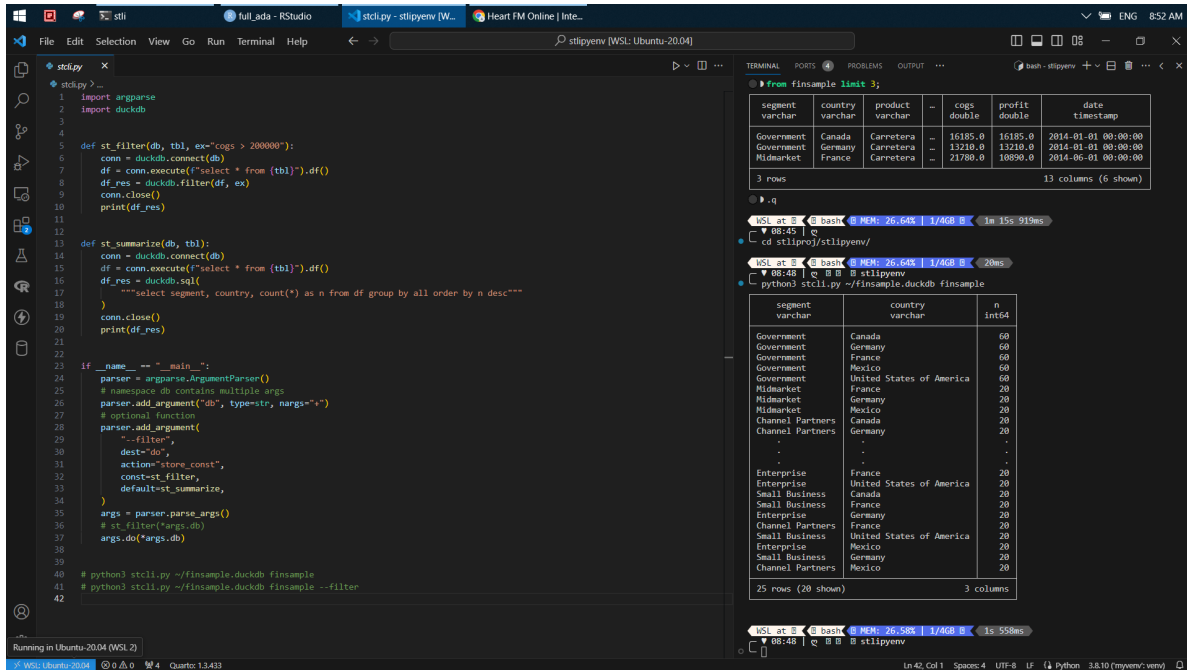 stli
full_ada - RStudio
stcli.py - stlipyenv [W...
Heart FM Online | Inte...
ENG 8:52 AM
File Edit Selection View Go Run Terminal Help
stlipyenv [WSL: Ubuntu-20.04]
stcli.py
stcli.py > ...
1 import argparse
2 import duckdb
3
4
5 def st_filter(db, tbl, ex="cogs > 200000"):
6     conn = duckdb.connect(db)
7     df = conn.execute(f"select * from {tbl}").df()
8     df_res = duckdb.filter(df, ex)
9     conn.close()
10     print(df_res)
11
12
13 def st_summarize(db, tbl):
14     conn = duckdb.connect(db)
15     df = conn.execute(f"select * from {tbl}").df()
16     df_res = duckdb.sql(
17         """select segment, country, count(*) as n from df group by all order by n desc"""
18     )
19     conn.close()
20     print(df_res)
21
22
23 if __name__ == "__main__":
24     parser = argparse.ArgumentParser()
25     # namespace db contains multiple args
26     parser.add_argument("db", type=str, nargs="+")
27     # optional function
28     parser.add_argument(
29         "--filter",
30         dest="do",
31         action="store_const",
32         const=st_filter,
33         default=st_summarize,
34     )
35     args = parser.parse_args()
36     # st_filter(*args.db)
37     args.do(*args.db)
38
39
40 # python3 stcli.py ~/finsample.duckdb finsample
41 # python3 stcli.py ~/finsample.duckdb finsample --filter
42
TERMINAL PORTS 4 PROBLEMS OUTPUT ...
bash - stlipyenv
from finsample limit 3;
segment country product … cogs profit date
varchar varchar varchar double double timestamp
Government Canada Carretera … 16185.0 16185.0 2014-01-01 00:00:00
Government Germany Carretera … 13210.0 13210.0 2014-01-01 00:00:00
Midmarket France Carretera … 21780.0 10890.0 2014-06-01 00:00:00
3 rows 13 columns (6 shown)
.q
WSL at bash MEM: 26.64% | 1/4GB 1m 15s 919ms
08:45 |
cd stliproj/stlipyenv/
WSL at bash MEM: 26.64% | 1/4GB 20ms
08:48 | stlipyenv
python3 stcli.py ~/finsample.duckdb finsample
segment country n
varchar varchar int64
Government Canada 60
Government Germany 60
Government France 60
Government Mexico 60
Government United States of America 60
Midmarket France 20
Midmarket Germany 20
Midmarket Mexico 20
Channel Partners Canada 20
Channel Partners Germany 20
· · ·
· · ·
· · ·
Enterprise France 20
Enterprise United States of America 20
Small Business Canada 20
Small Business France 20
Enterprise Germany 20
Channel Partners France 20
Small Business United States of America 20
Enterprise Mexico 20
Small Business Germany 20
Channel Partners Mexico 20
25 rows (20 shown) 3 columns
WSL at bash MEM: 26.58% | 1/4GB 1s 558ms
08:48 | stlipyenv
Running in Ubuntu-20.04 (WSL 2)
WSL: Ubuntu-20.04 0 0 4 Quarto: 1.3.433
Ln 42, Col 1 Spaces: 4 UTF-8 LF Python 3.8.10 ('myvenv': venv)